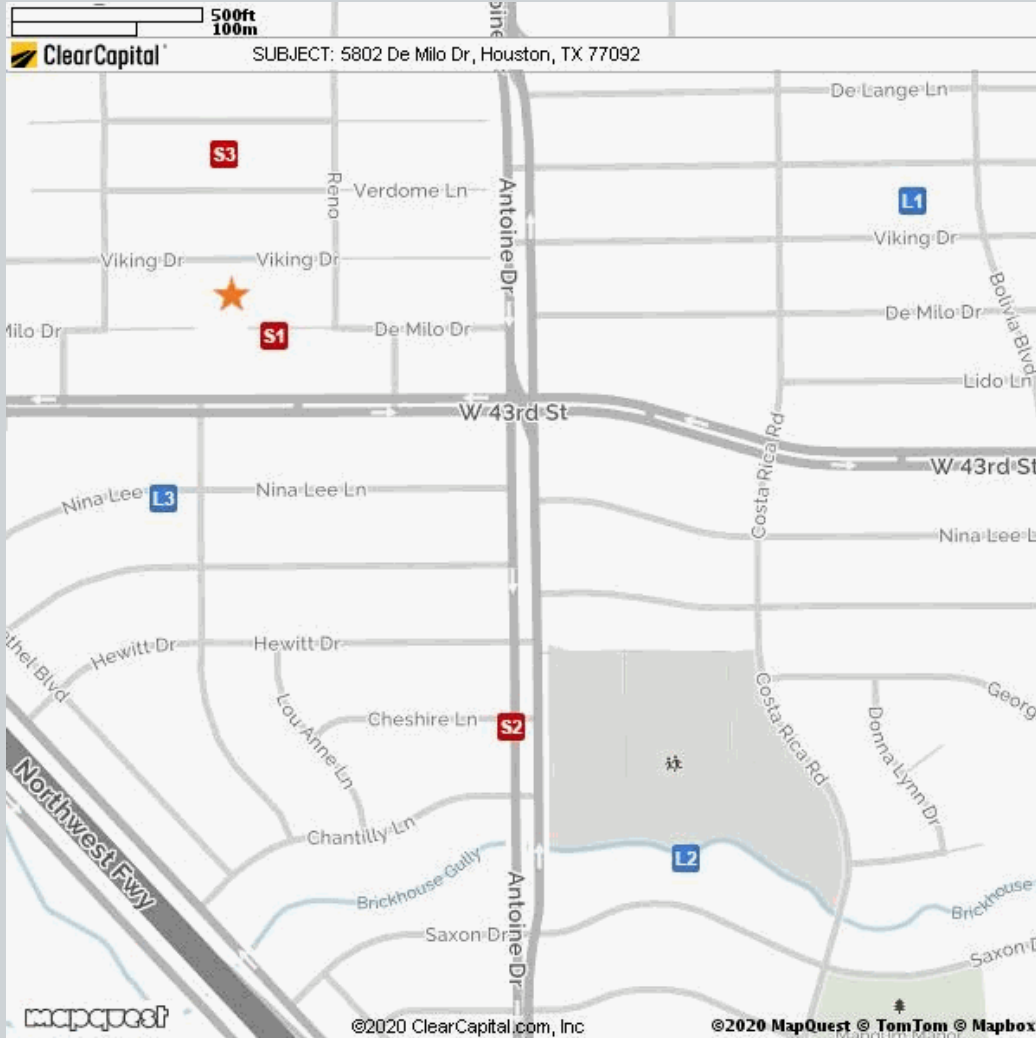 500ft
100m
ClearCapital
SUBJECT: 5802 De Milo Dr, Houston, TX 77092
De Lange Ln
S3
Reno
Verdome Ln
Antoine Dr
L1
Viking Dr
Viking Dr
Viking Dr
Bolivia Blvd
S1
De Milo Dr
De Milo Dr
Lido Ln
W 43rd St
W 43rd St
Costa Rica Rd
Nina Lee
L3
Nina Lee Ln
Nina Lee L
Hewitt Dr
Hewitt Dr
Lou Anne Ln
Cheshire Ln
S2
Costa Rica Rd
Georg
Donna Lynn Dr
Northwest Fwy
Chantilly Ln
Brickhouse Gully
L2
Antoine Dr
Brickhouse
Saxon Dr
Saxon D
mapquest
©2020 ClearCapital.com, Inc
©2020 MapQuest © TomTom © Mapbox